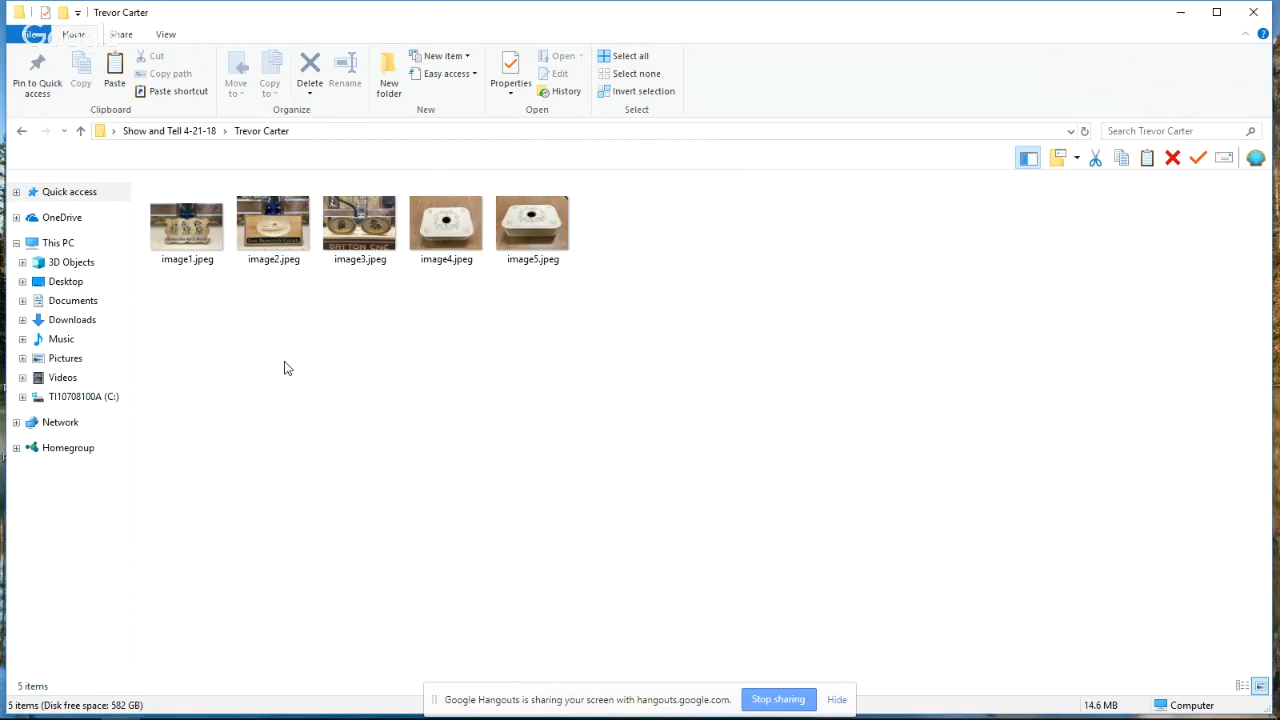 Trevor Carter
Home
Share
View
Pin to Quick access
Copy
Paste
Cut
Copy path
Paste shortcut
Clipboard
Move to
Copy to
Delete
Rename
Organize
New folder
New item
Easy access
New
Properties
Open
Edit
History
Open
Select all
Select none
Invert selection
Select
Show and Tell 4-21-18
Trevor Carter
Search Trevor Carter
Quick access
OneDrive
This PC
3D Objects
Desktop
Documents
Downloads
Music
Pictures
Videos
TI10708100A (C:)
Network
Homegroup
GATTON CNC
image1.jpeg
image2.jpeg
image3.jpeg
image4.jpeg
image5.jpeg
5 items
Google Hangouts is sharing your screen with hangouts.google.com.
Stop sharing
Hide
5 items (Disk free space: 582 GB)
14.6 MB
Computer